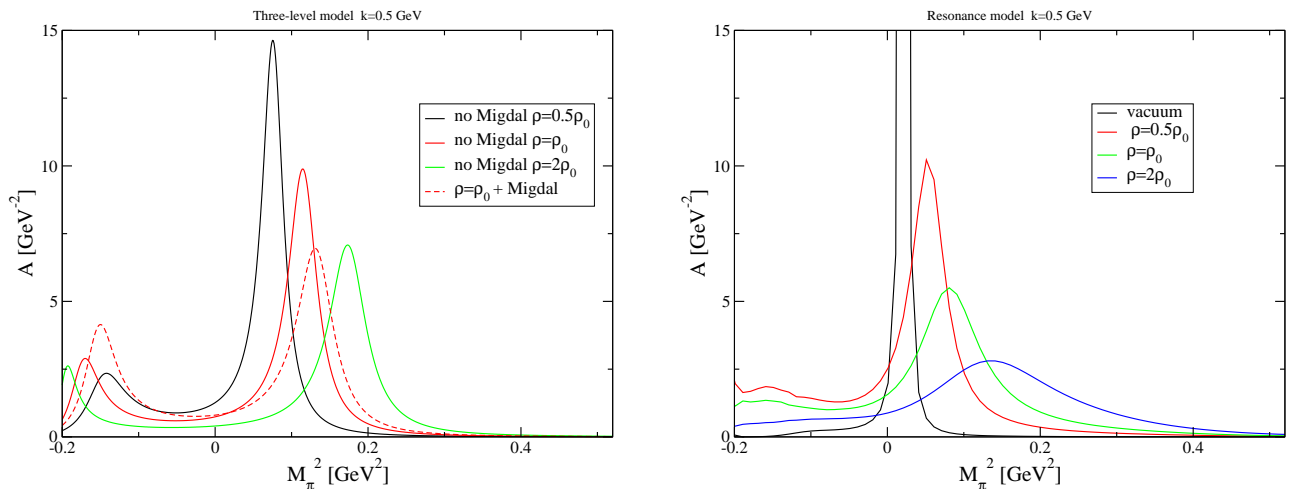 Three-level model k=0.5 GeV
15
10
5
0
A [GeV⁻²]
no Migdal ρ=0.5ρ₀
no Migdal ρ=ρ₀
no Migdal ρ=2ρ₀
ρ=ρ₀ + Migdal
-0.2 0 0.2 0.4
M_π² [GeV²]
Resonance model k=0.5 GeV
15
10
5
0
A [GeV⁻²]
vacuum
ρ=0.5ρ₀
ρ=ρ₀
ρ=2ρ₀
-0.2 0 0.2 0.4
M_π² [GeV²]